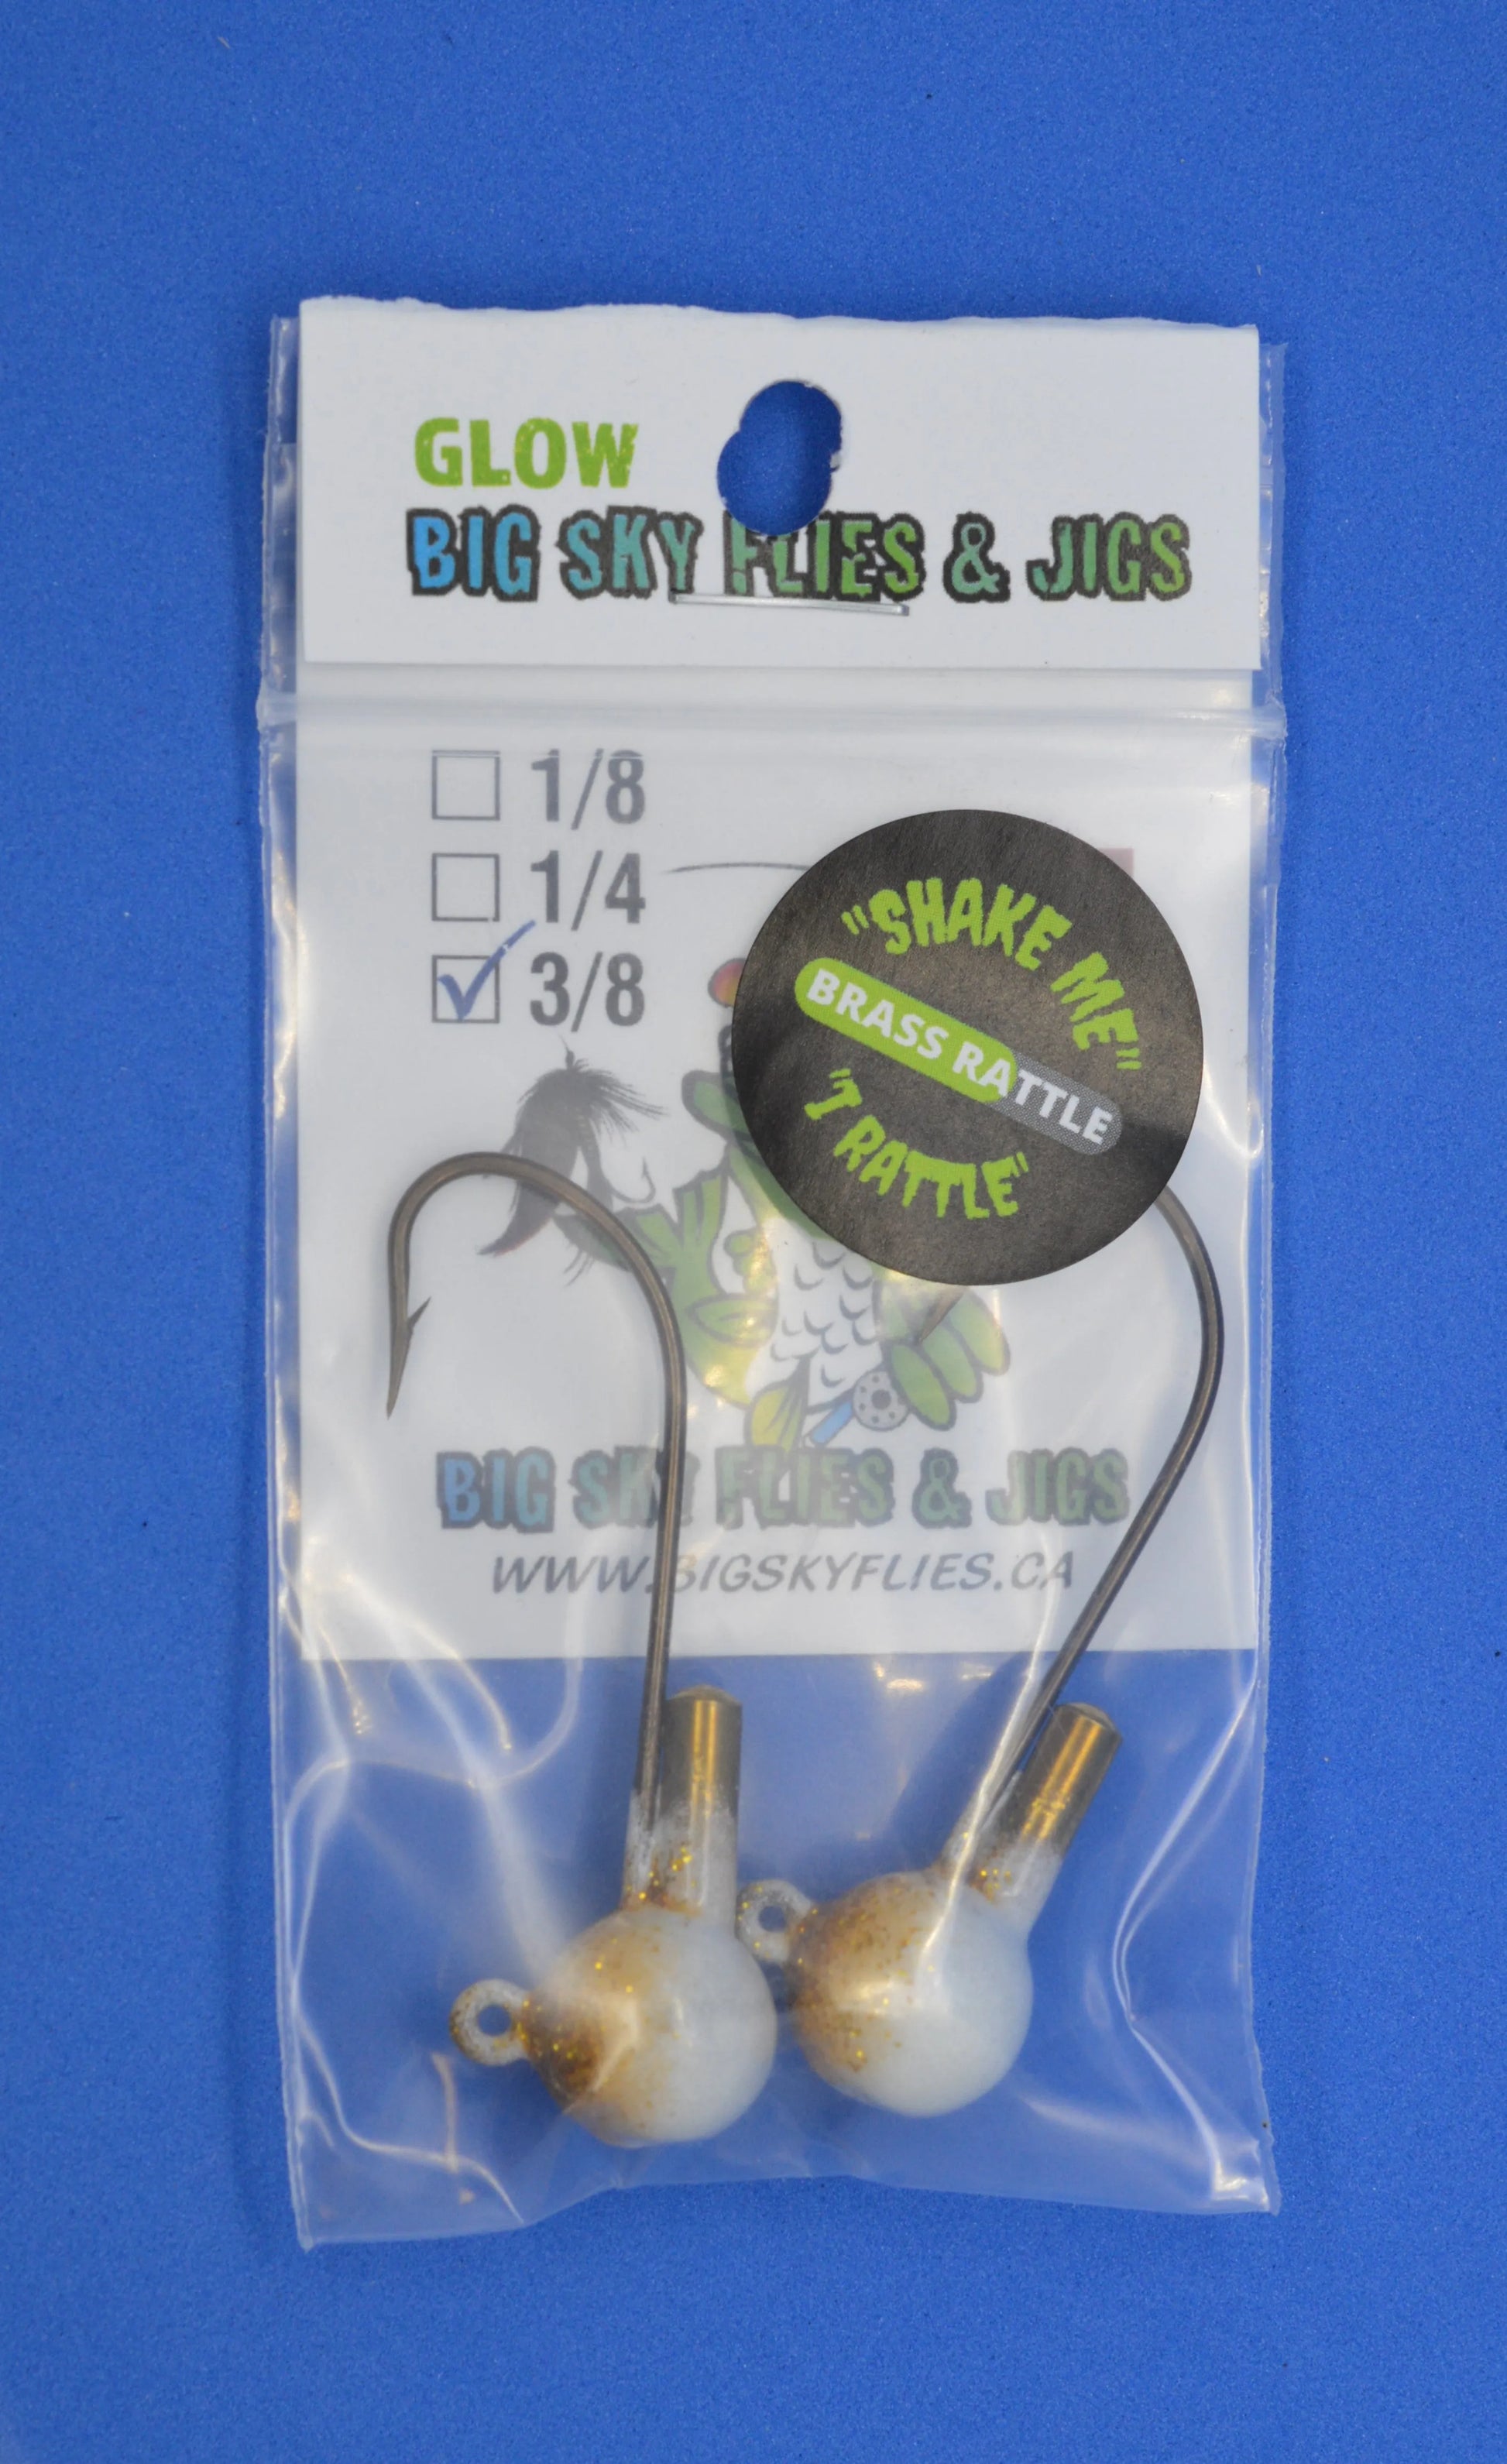 GLOW
BIG SKY FLIES & JIGS
1/8
1/4
3/8
"SHAKE ME"
BRASS RATTLE
"I RATTLE"
BIG SKY FLIES & JIGS
WWW.BIGSKYFLIES.CA